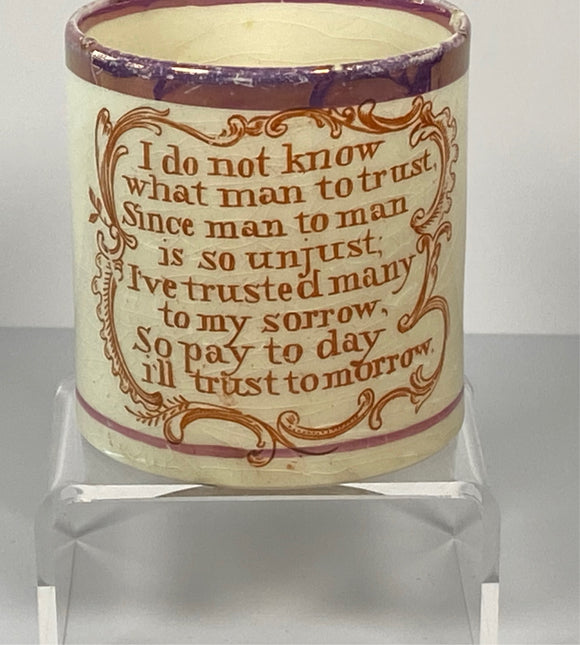 I do not know
what man to trust,
Since man to man
is so unjust;
I've trusted many
to my sorrow,
So pay to day
ill trust tomorrow.